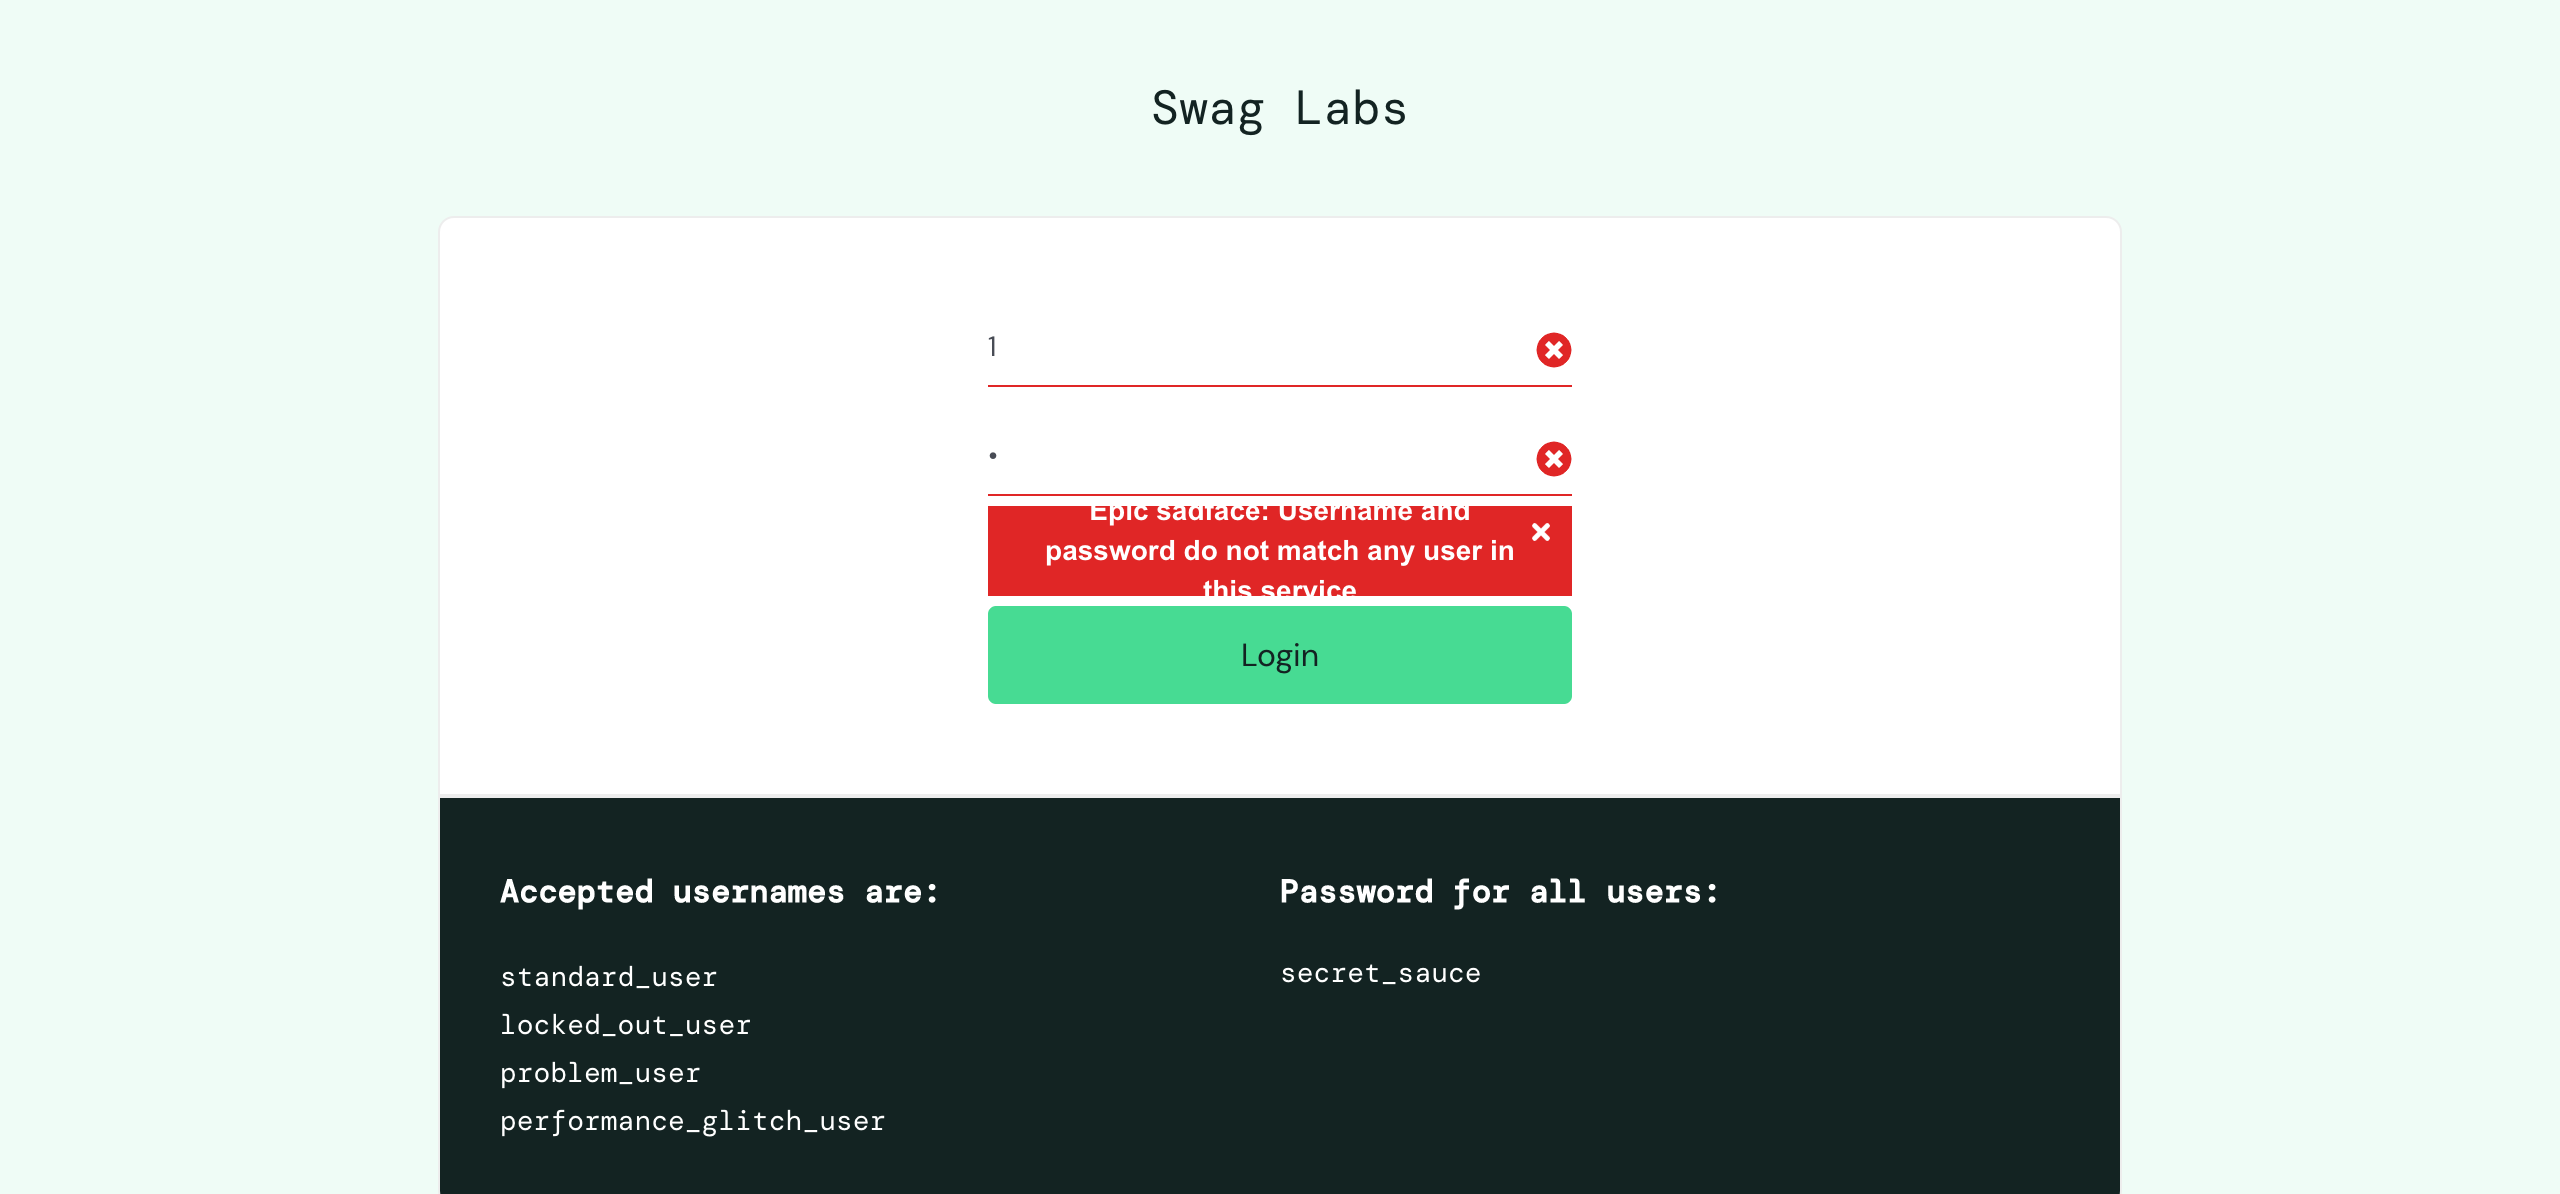 Swag Labs
1
•
Epic sadface: Username and
password do not match any user in
this service
Login
Accepted usernames are:
Password for all users:
standard_user
secret_sauce
locked_out_user
problem_user
performance_glitch_user